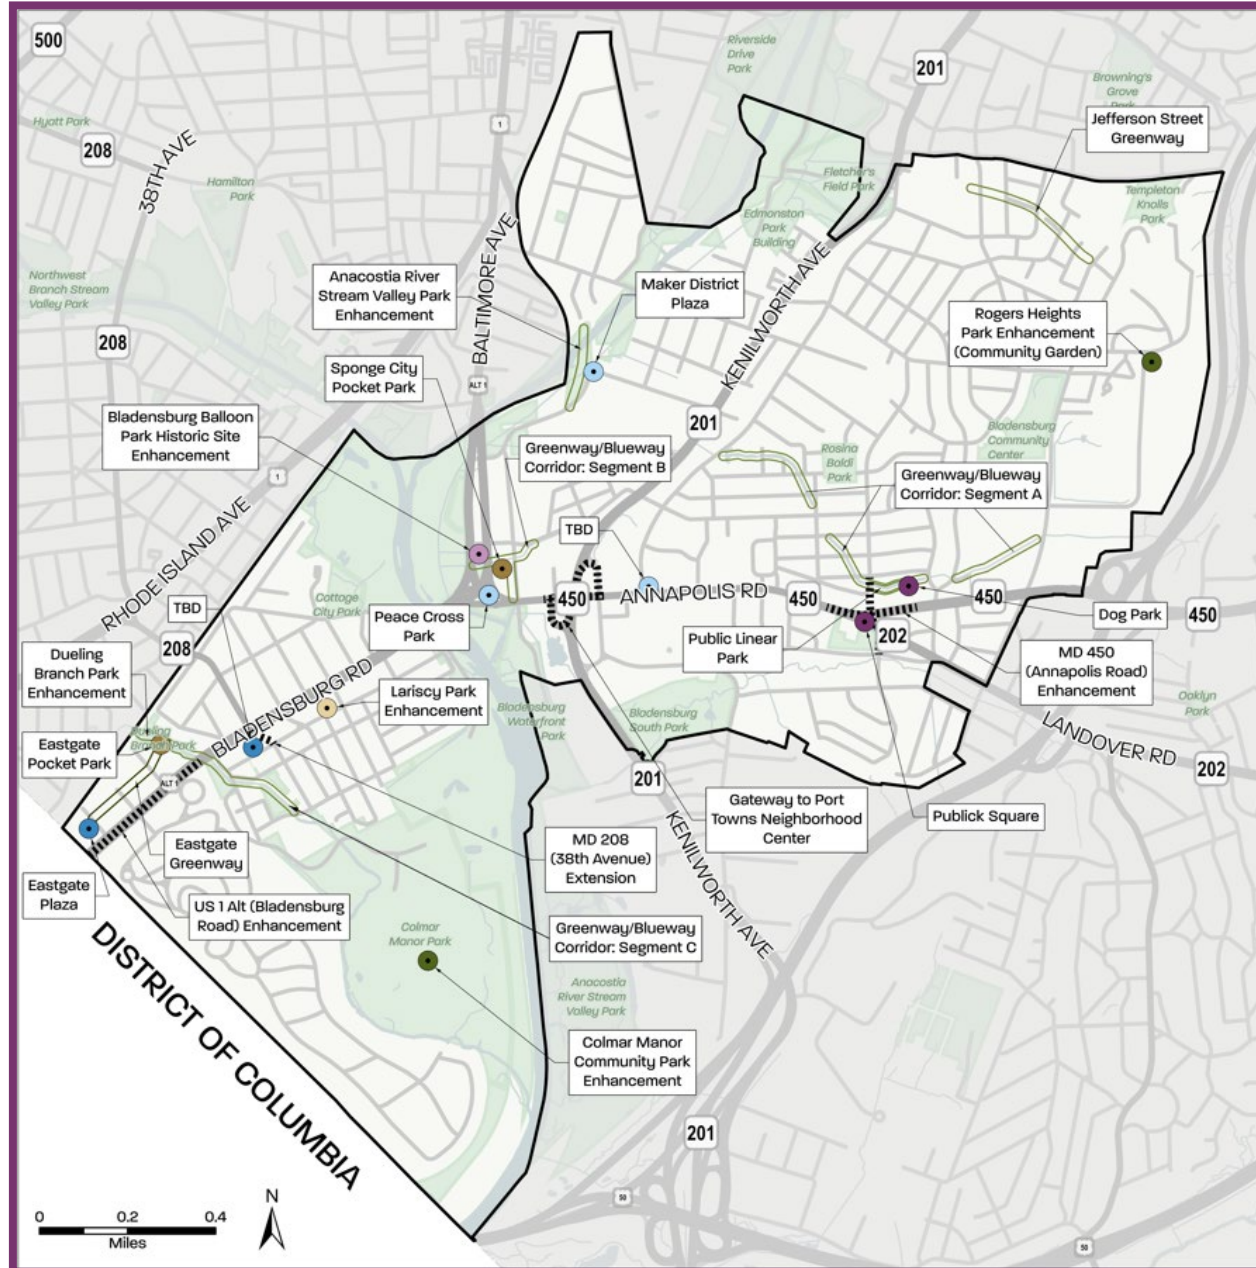 500
Riverside
Drive
Park
201
Browning's
Grove
Park
Jefferson Street
Greenway
Hyatt Park
208
38TH AVE
1
Hamilton
Park
Fletcher's
Field Park
Templeton
Knolls
Park
Edmonston
Park
Building
Northwest
Branch Stream
Valley Park
Anacostia River
Stream Valley Park
Enhancement
BALTIMORE AVE
Maker District
Plaza
KENILWORTH AVE
Rogers Heights
Park Enhancement
(Community Garden)
208
Sponge City
Pocket Park
ALT 1
Bladensburg Balloon
Park Historic Site
Enhancement
201
Greenway/Blueway
Corridor: Segment B
Rosina
Baldi
Park
Bladensburg
Community
Center
Greenway/Blueway
Corridor: Segment A
1
RHODE ISLAND AVE
TBD
TBD
Cottage
City Park
Peace Cross
Park
450
ANNAPOLIS RD
450
450
450
Dog Park
208
Public Linear
Park
202
MD 450
(Annapolis Road)
Enhancement
Dueling
Branch Park
Enhancement
BLADENSBURG RD
Lariscy Park
Enhancement
Bladensburg
Waterfront
Park
Bladensburg
South Park
Oaklyn
Park
LANDOVER RD
202
Dueling
Branch Park
Eastgate
Pocket Park
ALT 1
201
Gateway to Port
Towns Neighborhood
Center
Publick Square
Eastgate
Greenway
MD 208
(38th Avenue)
Extension
KENILWORTH AVE
Eastgate
Plaza
US 1 Alt (Bladensburg
Road) Enhancement
Greenway/Blueway
Corridor: Segment C
Colmar
Manor Park
DISTRICT OF COLUMBIA
Anacostia
River Stream
Valley Park
Colmar Manor
Community Park
Enhancement
201
N
0 0.2 0.4
Miles
50
50